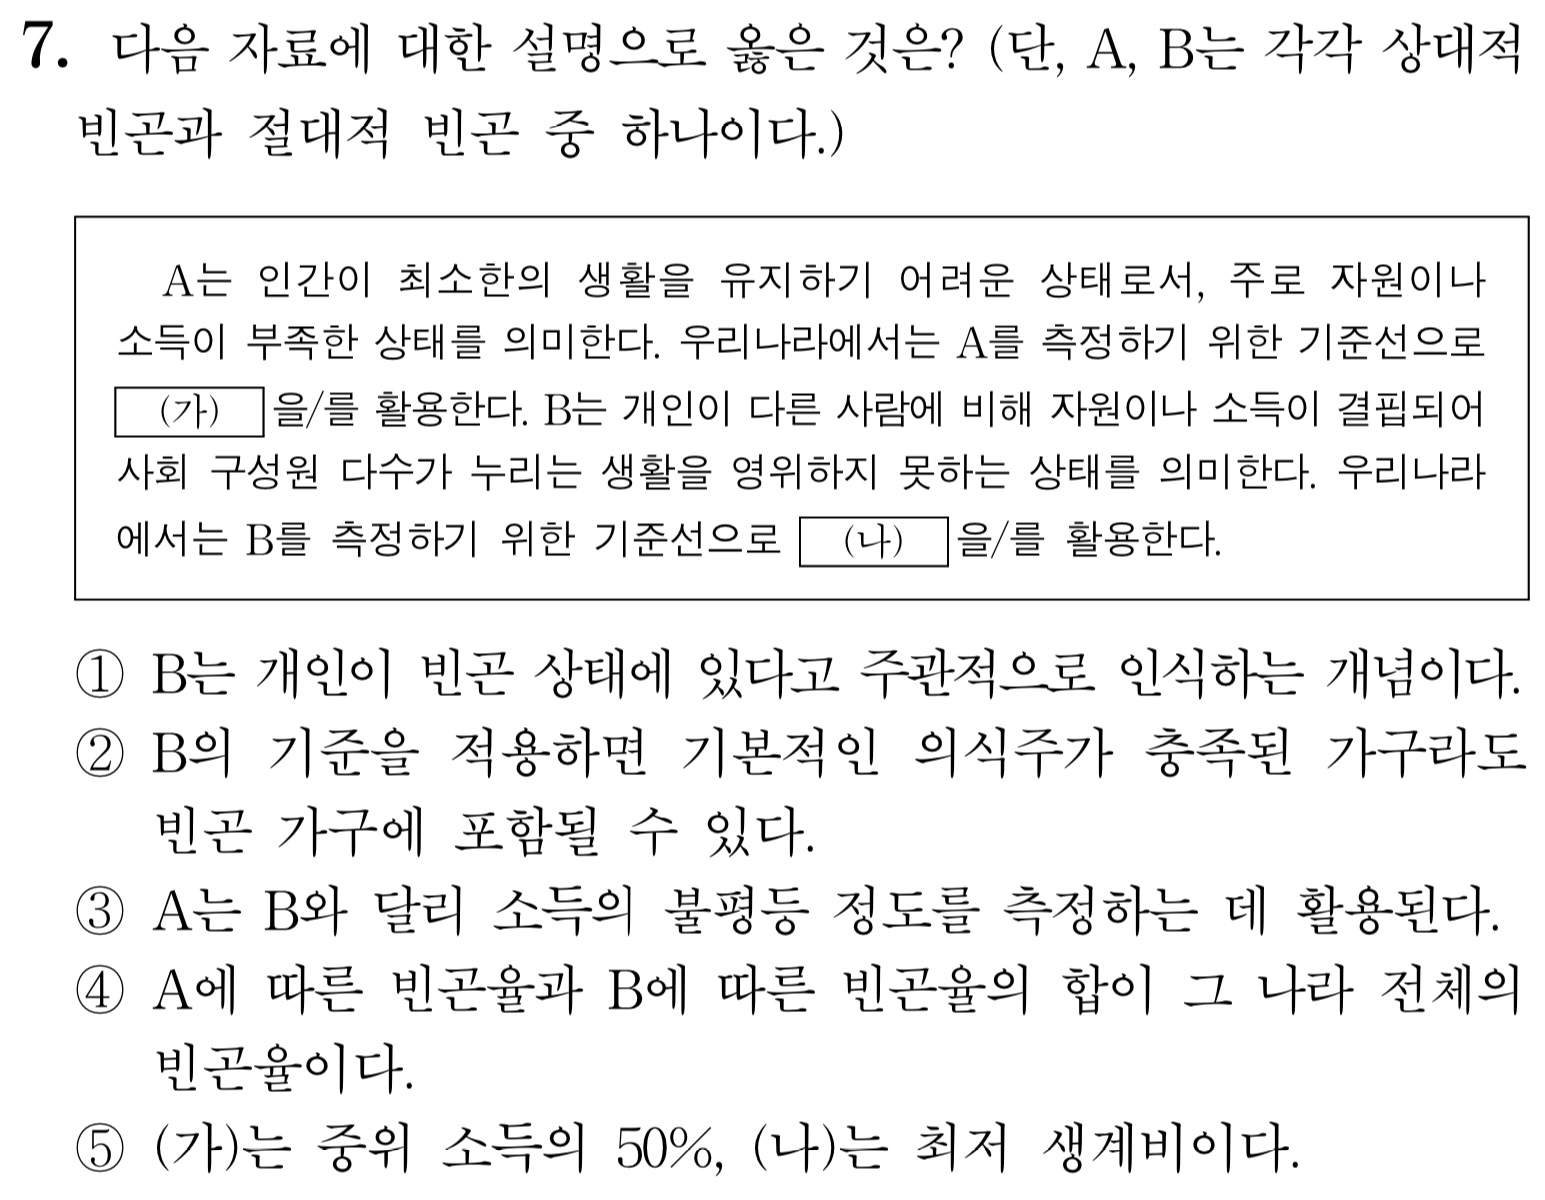 7. 다음 자료에 대한 설명으로 옳은 것은? (단, A, B는 각각 상대적
빈곤과 절대적 빈곤 중 하나이다.)
A는 인간이 최소한의 생활을 유지하기 어려운 상태로서, 주로 자원이나
소득이 부족한 상태를 의미한다. 우리나라에서는 A를 측정하기 위한 기준선으로
(가) 을/를 활용한다. B는 개인이 다른 사람에 비해 자원이나 소득이 결핍되어
사회 구성원 다수가 누리는 생활을 영위하지 못하는 상태를 의미한다. 우리나라
에서는 B를 측정하기 위한 기준선으로 (나) 을/를 활용한다.
① B는 개인이 빈곤 상태에 있다고 주관적으로 인식하는 개념이다.
② B의 기준을 적용하면 기본적인 의식주가 충족된 가구라도
빈곤 가구에 포함될 수 있다.
③ A는 B와 달리 소득의 불평등 정도를 측정하는 데 활용된다.
④ A에 따른 빈곤율과 B에 따른 빈곤율의 합이 그 나라 전체의
빈곤율이다.
⑤ (가)는 중위 소득의 50%, (나)는 최저 생계비이다.